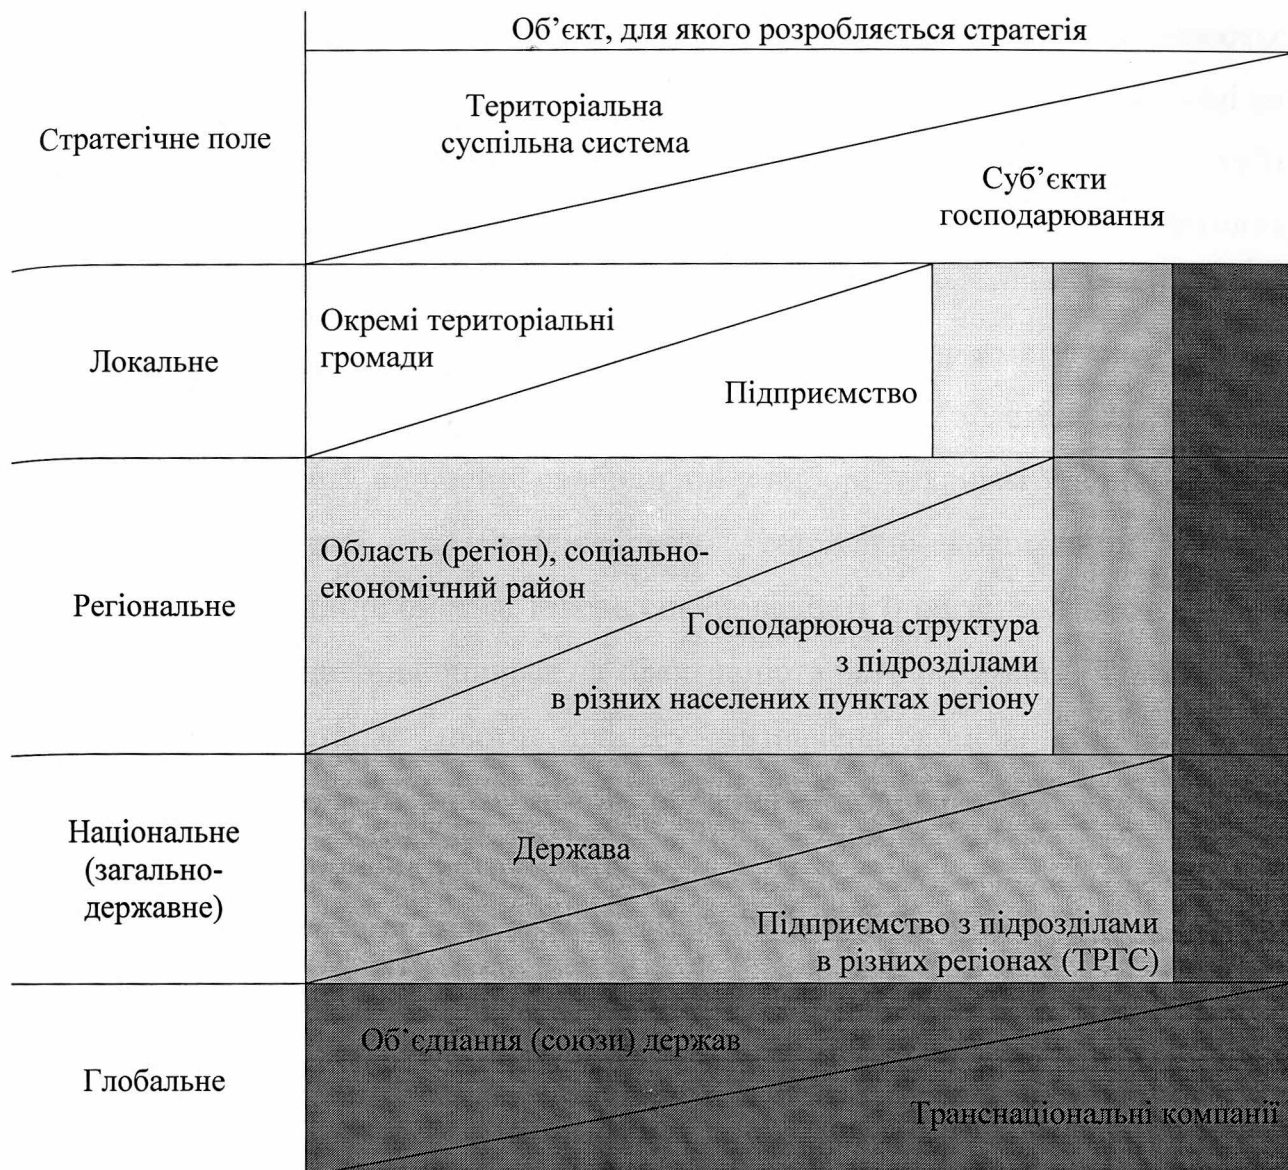 Об’єкт, для якого розробляється стратегія
Стратегічне поле
Територіальна
суспільна система
Суб’єкти
господарювання
Локальне
Окремі територіальні
громади
Підприємство
Регіональне
Область (регіон), соціально-
економічний район
Господарююча структура
з підрозділами
в різних населених пунктах регіону
Національне
(загально-
державне)
Держава
Підприємство з підрозділами
в різних регіонах (ТРГС)
Глобальне
Об’єднання (союзи) держав
Транснаціональні компанії